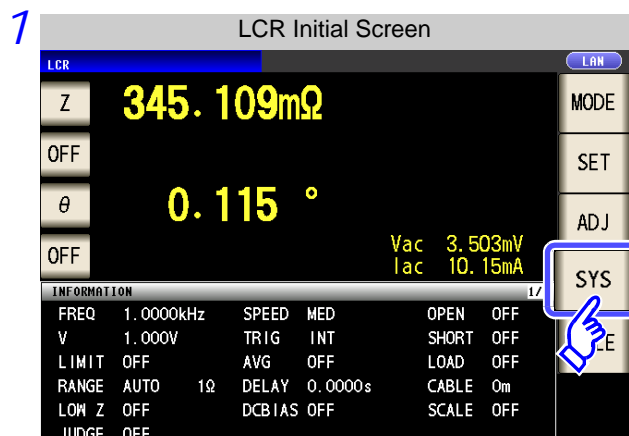 1
LCR Initial Screen
LCR
LAN
Z 345.109mΩ
MODE
OFF
SET
θ 0.115 °
ADJ
OFF
Vac 3.503mV
Iac 10.15mA
SYS
INFORMATION 1/
FREQ 1.0000kHz SPEED MED OPEN OFF
V 1.000V TRIG INT SHORT OFF
LIMIT OFF AVG OFF LOAD OFF
RANGE AUTO 1Ω DELAY 0.0000s CABLE 0m
LOW Z OFF DCBIAS OFF SCALE OFF
JUDGE OFF